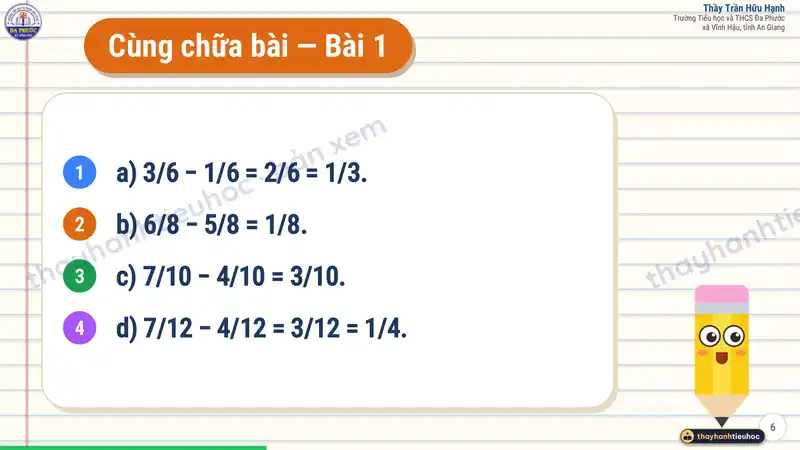 Thầy Trần Hữu Hạnh
Trường Tiểu học và THCS Đa Phước
xã Vĩnh Hậu, tỉnh An Giang
ĐA PHƯỚC
Cùng chữa bài – Bài 1
1 a) 3/6 – 1/6 = 2/6 = 1/3.
2 b) 6/8 – 5/8 = 1/8.
3 c) 7/10 – 4/10 = 3/10.
4 d) 7/12 – 4/12 = 3/12 = 1/4.
thayhanhtieuhoc
6